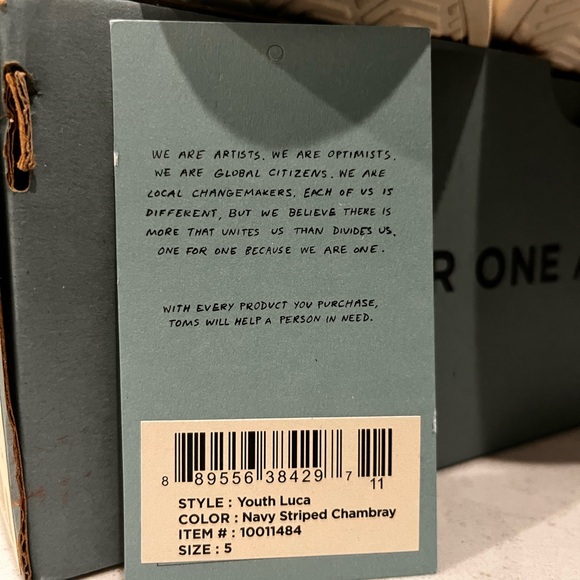 WE ARE ARTISTS. WE ARE OPTIMISTS.
WE ARE GLOBAL CITIZENS. WE ARE
LOCAL CHANGEMAKERS. EACH OF US IS
DIFFERENT, BUT WE BELIEVE THERE IS
MORE THAT UNITES US THAN DIVIDES US.
ONE FOR ONE BECAUSE WE ARE ONE.
WITH EVERY PRODUCT YOU PURCHASE,
TOMS WILL HELP A PERSON IN NEED.
R ONE A
8 89556 38429 7 11
STYLE : Youth Luca
COLOR : Navy Striped Chambray
ITEM # : 10011484
SIZE : 5